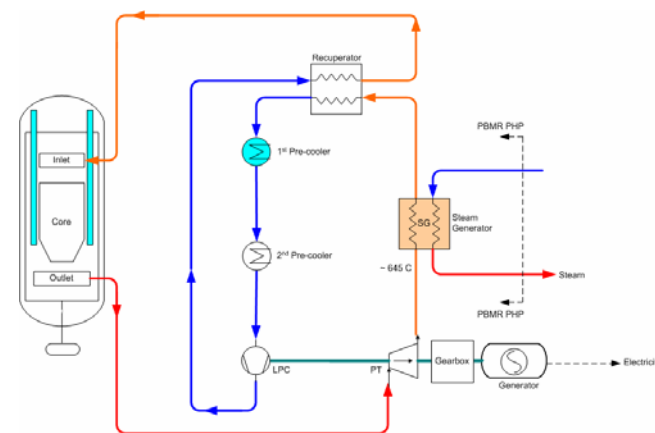 Recuperator
PBMR PHP
1st Pre-cooler
Inlet
Core
SG
Steam
Generator
2nd Pre-cooler
~ 645 C
Outlet
Steam
PBMR PHP
LPC
PT
Gearbox
Generator
Electrici